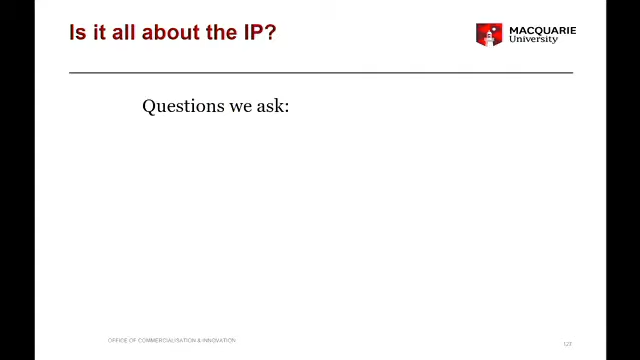 Is it all about the IP?
MACQUARIE
University
Questions we ask:
OFFICE OF COMMERCIALISATION & INNOVATION